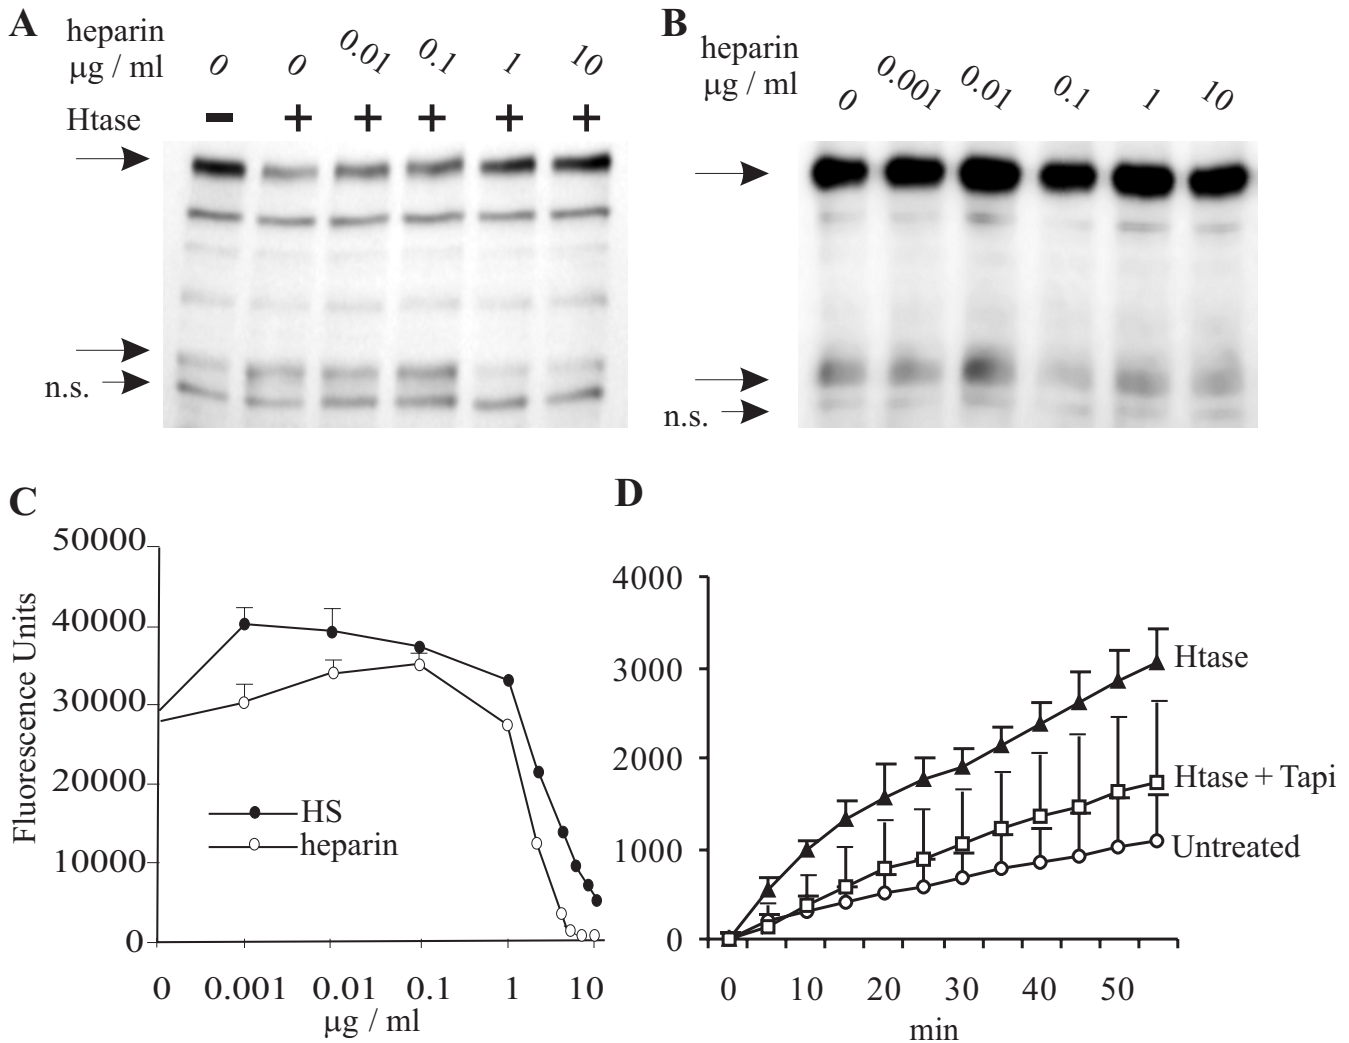 A
heparin
μg / ml
0 0 0.01 0.1 1 10
Htase − + + + + +
n.s.
B
heparin
μg / ml
0 0.001 0.01 0.1 1 10
n.s.
C
50000
40000
30000
20000
10000
0
Fluorescence Units
HS
heparin
0 0.001 0.01 0.1 1 10
μg / ml
D
4000
3000
2000
1000
0
Htase
Htase + Tapi
Untreated
0 10 20 30 40 50
min